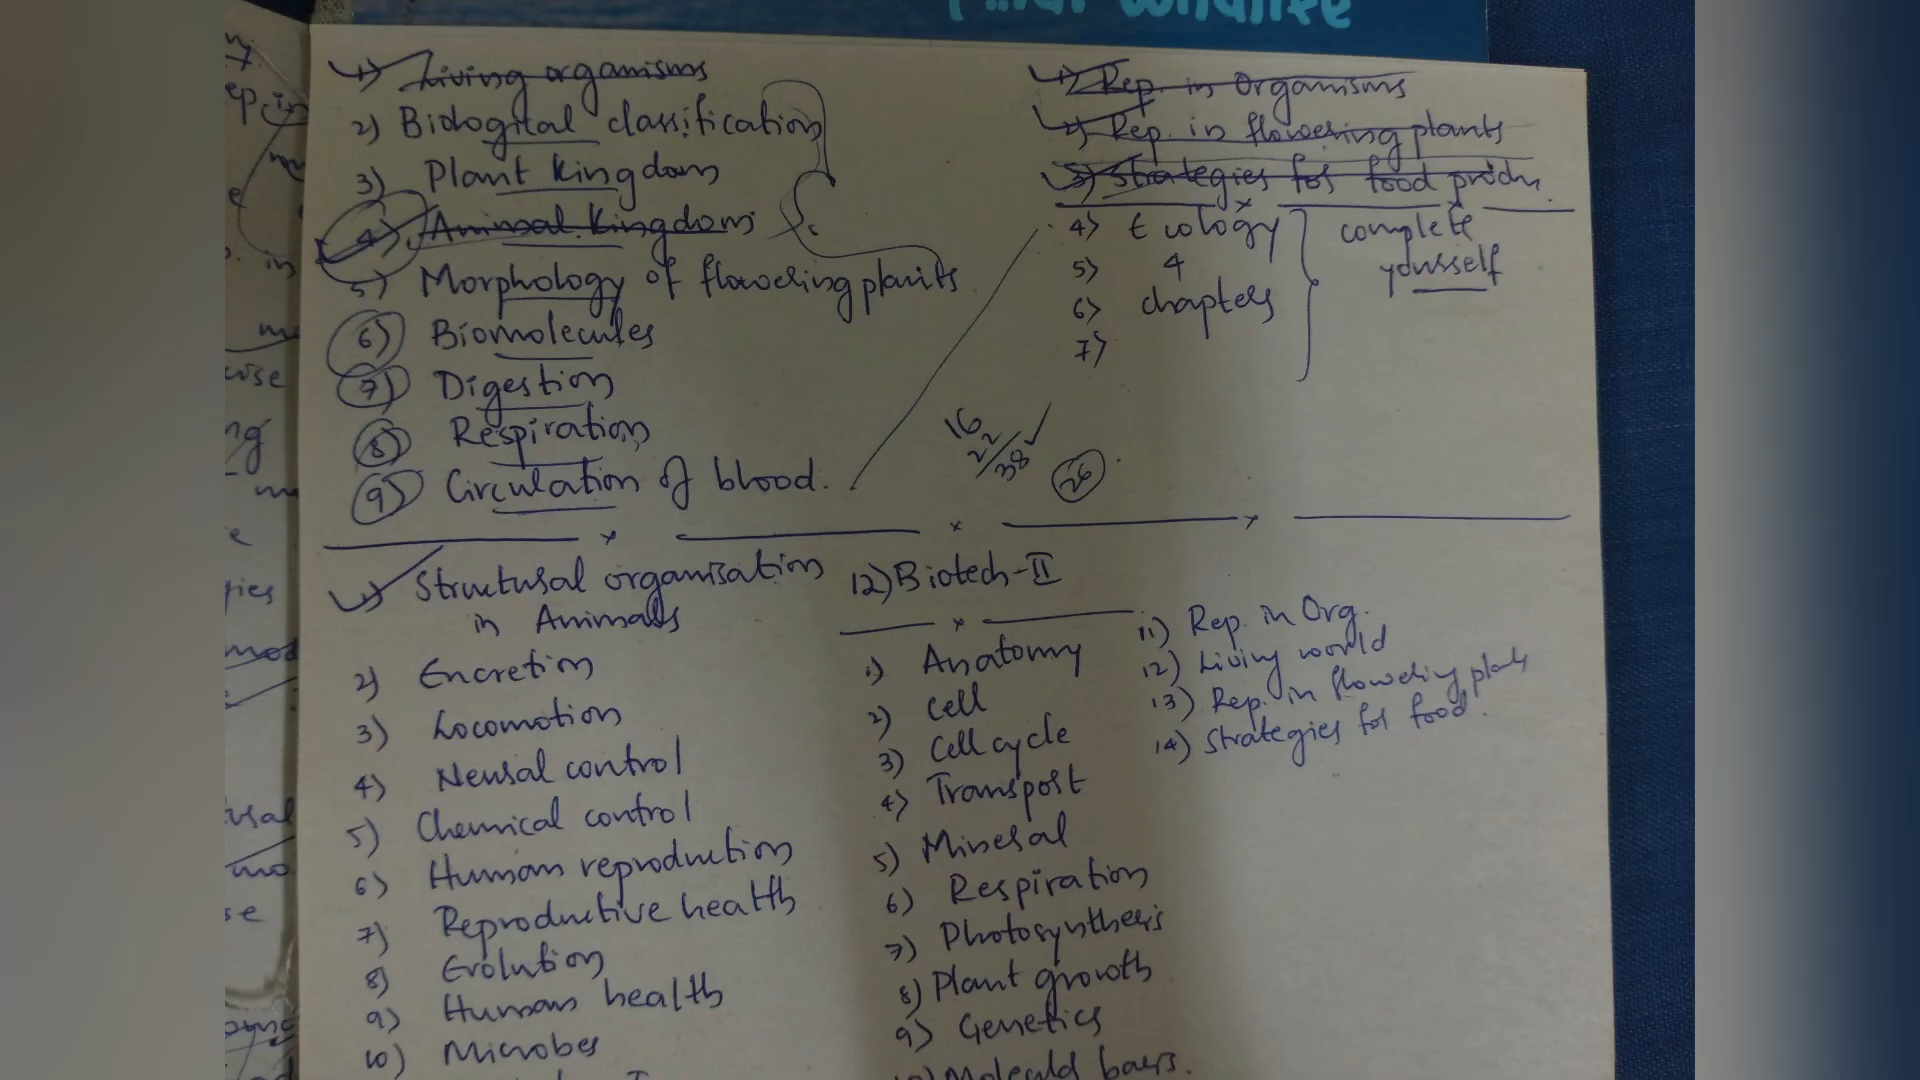 1) Living organisms
2) Biological classification
3) Plant Kingdom
4) Animal Kingdom
5) Morphology of flowering plants
6) Biomolecules
7) Digestion
8) Respiration
9) Circulation of blood.
1) Rep. in Organisms
2) Rep. in flowering plants
3) Strategies for food produ.
4) Ecology
5) 4
6) chapters
7)
complete
yourself
16
22/38
26
1) Structural organisation
in Animals
2) Excretion
3) Locomotion
4) Neural control
5) Chemical control
6) Human reproduction
7) Reproductive health
8) Evolution
9) Human health
10) Microbes
12) Biotech-II
1) Anatomy
2) Cell
3) Cell cycle
4) Transport
5) Mineral
6) Respiration
7) Photosynthesis
8) Plant growth
9) Genetics
11) Rep. in Org.
12) Living world
13) Rep. in flowering plants
14) Strategies for food.